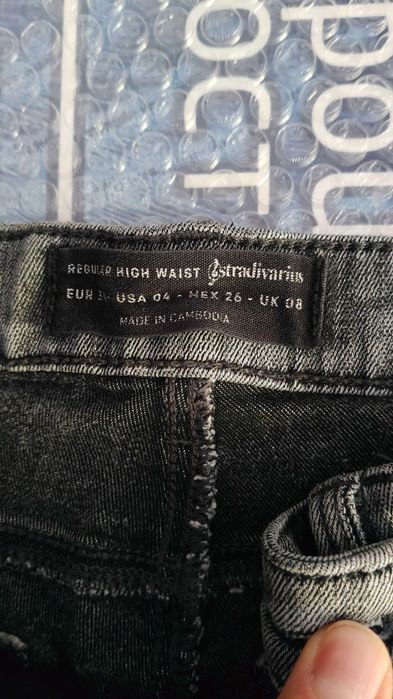 REGULAR HIGH WAIST stradivarius
EUR USA 04 - MEX 26 - UK 08
MADE IN CAMBODIA